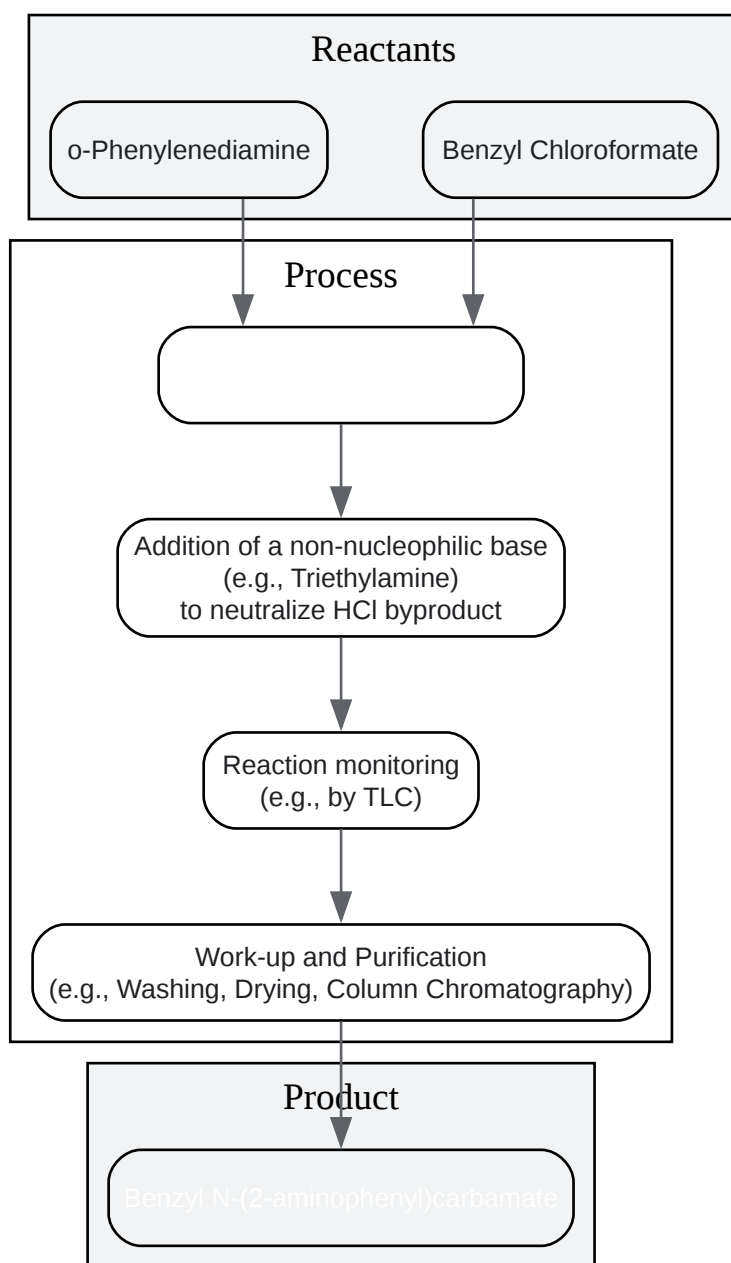 Reactants
o-Phenylenediamine
Benzyl Chloroformate
Process
Addition of a non-nucleophilic base
(e.g., Triethylamine)
to neutralize HCl byproduct
Reaction monitoring
(e.g., by TLC)
Work-up and Purification
(e.g., Washing, Drying, Column Chromatography)
Product
Benzyl N-(2-aminophenyl)carbamate